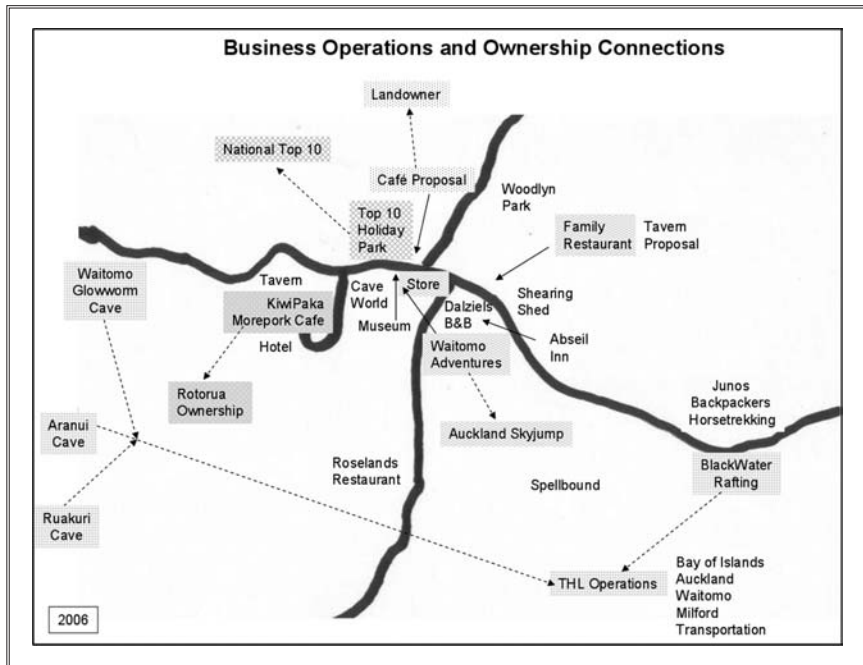 Business Operations and Ownership Connections
Landowner
National Top 10
Café Proposal
Woodlyn
Park
Top 10
Holiday
Park
Family
Restaurant
Tavern
Proposal
Waitomo
Glowworm
Cave
Tavern
Cave
World
Store
KiwiPaka
Morepork Cafe
Museum
Dalziels
B&B
Shearing
Shed
Hotel
Waitomo
Adventures
Abseil
Inn
Rotorua
Ownership
Junos
Backpackers
Horsetrekking
Aranui
Cave
Auckland Skyjump
Roselands
Restaurant
Spellbound
BlackWater
Rafting
Ruakuri
Cave
THL Operations
Bay of Islands
Auckland
Waitomo
Milford
Transportation
2006